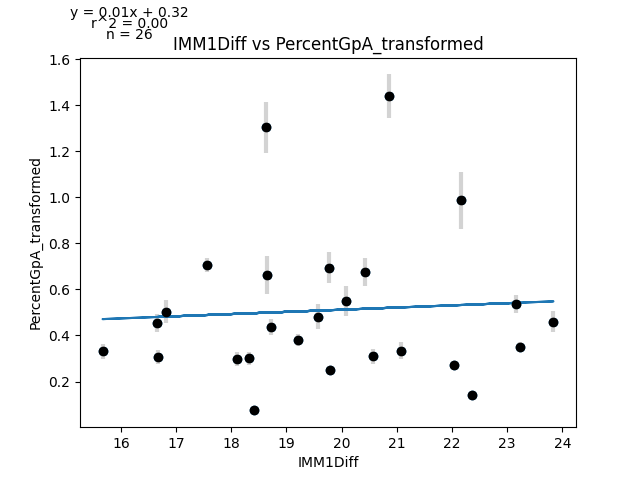 y = 0.01x + 0.32
r^2 = 0.00
n = 26
IMM1Diff vs PercentGpA_transformed
1.6
1.4
1.2
1.0
0.8
0.6
0.4
0.2
PercentGpA_transformed
16 17 18 19 20 21 22 23 24
IMM1Diff